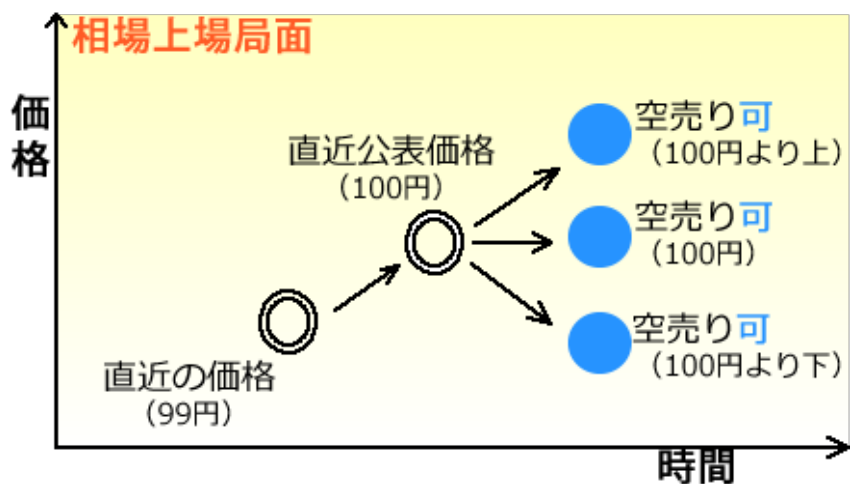 相場上場局面
価格
直近公表価格
（100円）
直近の価格
（99円）
空売り可
（100円より上）
空売り可
（100円）
空売り可
（100円より下）
時間